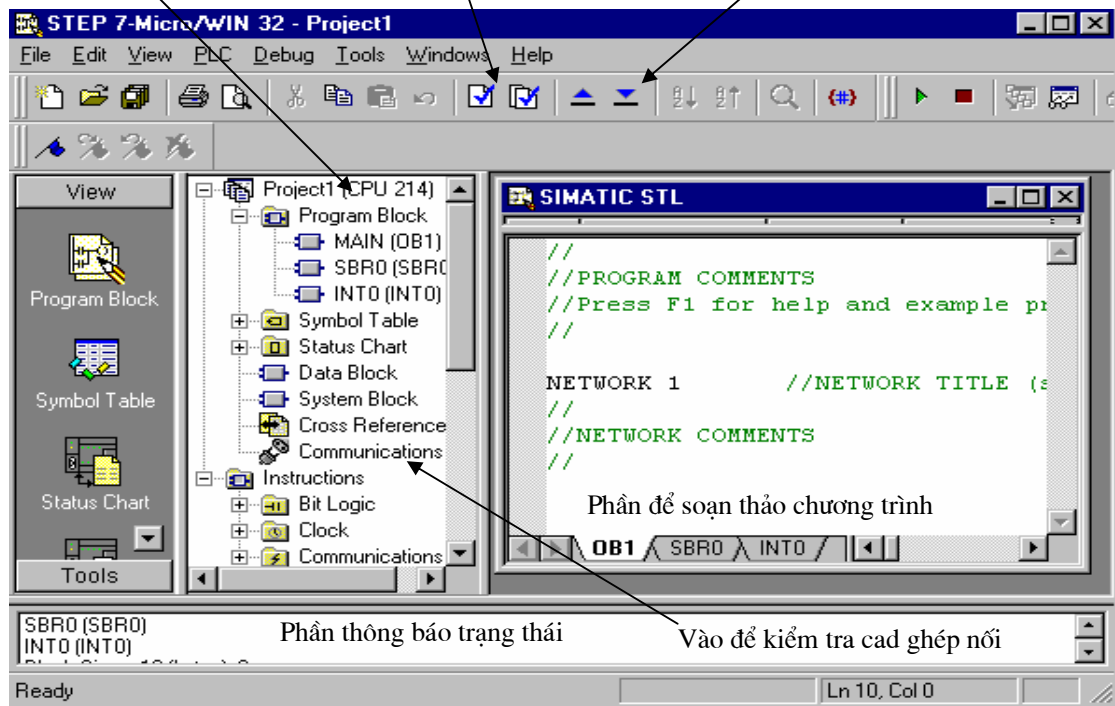 STEP 7-Micro/WIN 32 - Project1
File Edit View PLC Debug Tools Windows Help
View
Program Block
Symbol Table
Status Chart
Tools
Project1 (CPU 214)
Program Block
MAIN (OB1)
SBR0 (SBR0
INT0 (INT0)
Symbol Table
Status Chart
Data Block
System Block
Cross Reference
Communications
Instructions
Bit Logic
Clock
Communications
SIMATIC STL
//
//PROGRAM COMMENTS
//Press F1 for help and example pr
//
NETWORK 1 //NETWORK TITLE (s
//
//NETWORK COMMENTS
//
Phần để soạn thảo chương trình
OB1 SBR0 INT0
SBR0 (SBR0)
INT0 (INT0)
Phần thông báo trạng thái
Vào để kiểm tra cad ghép nối
Ready
Ln 10, Col 0